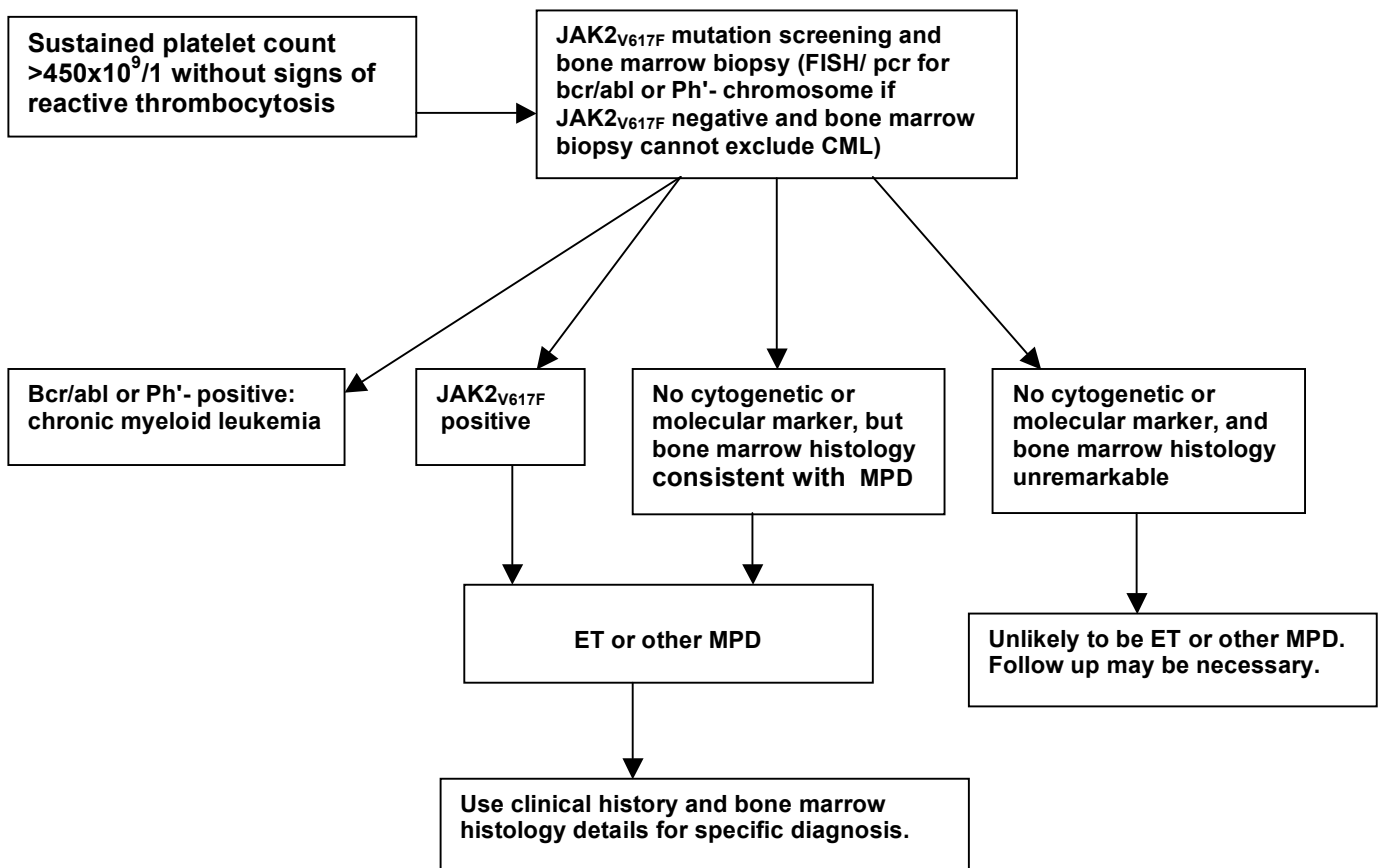 Sustained platelet count
>450x10⁹/1 without signs of
reactive thrombocytosis
JAK2V617F mutation screening and
bone marrow biopsy (FISH/ pcr for
bcr/abl or Ph'- chromosome if
JAK2V617F negative and bone marrow
biopsy cannot exclude CML)
Bcr/abl or Ph'- positive:
chronic myeloid leukemia
JAK2V617F
positive
No cytogenetic or
molecular marker, but
bone marrow histology
consistent with MPD
No cytogenetic or
molecular marker, and
bone marrow histology
unremarkable
ET or other MPD
Unlikely to be ET or other MPD.
Follow up may be necessary.
Use clinical history and bone marrow
histology details for specific diagnosis.